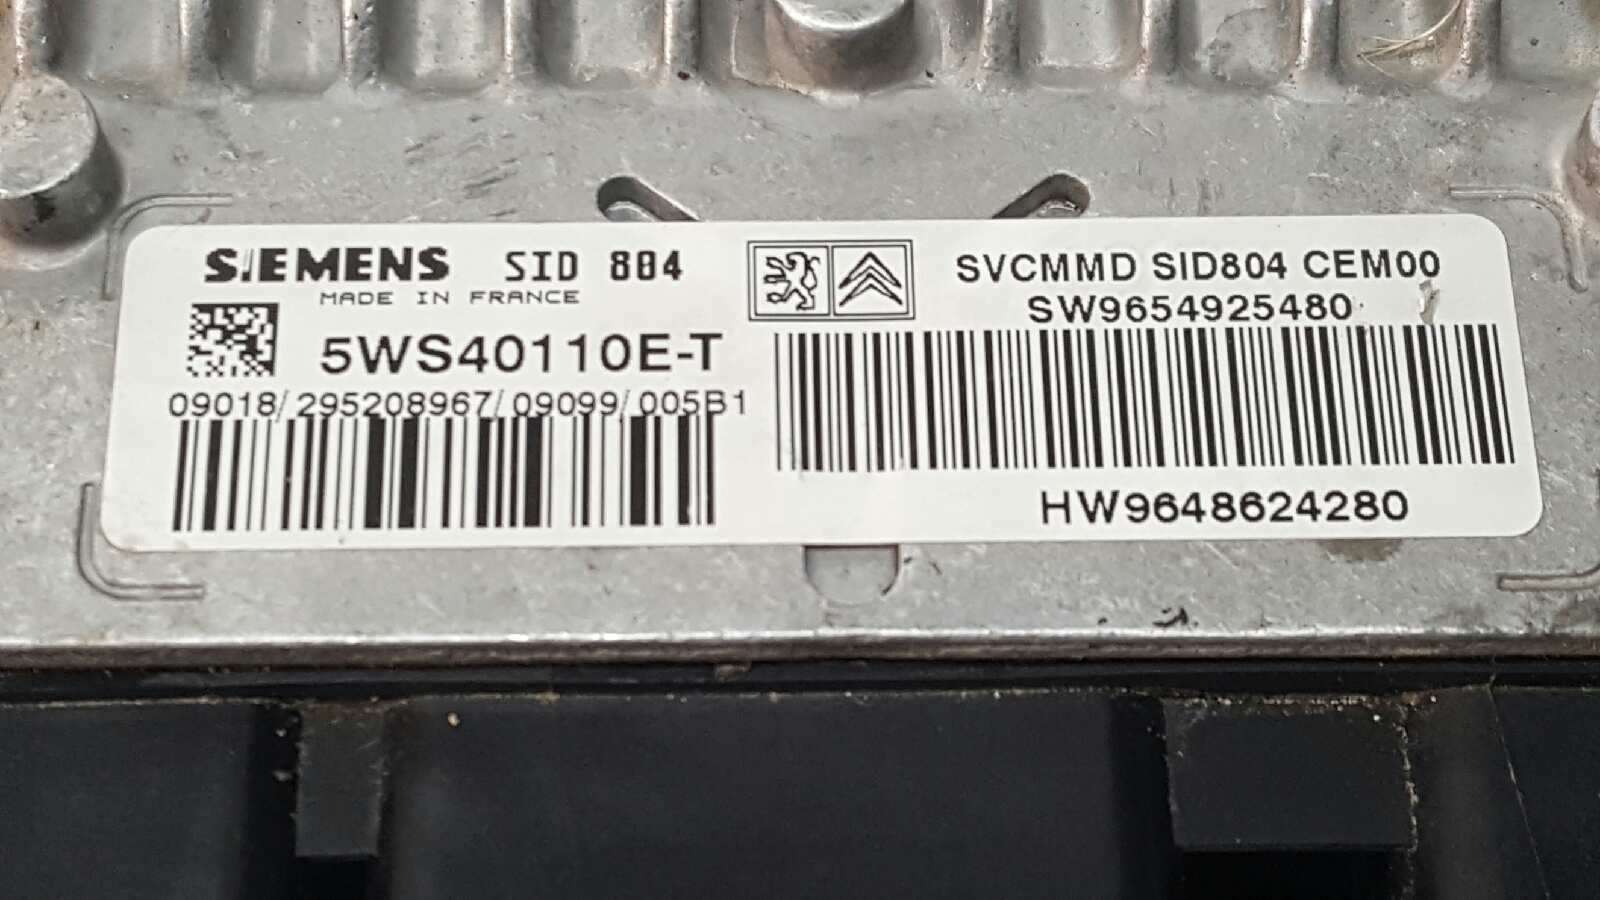 SIEMENS SID 804
MADE IN FRANCE
5WS40110E-T
09018/295208967/09099/005B1
SVCMMD SID804 CEM00
SW9654925480
HW9648624280